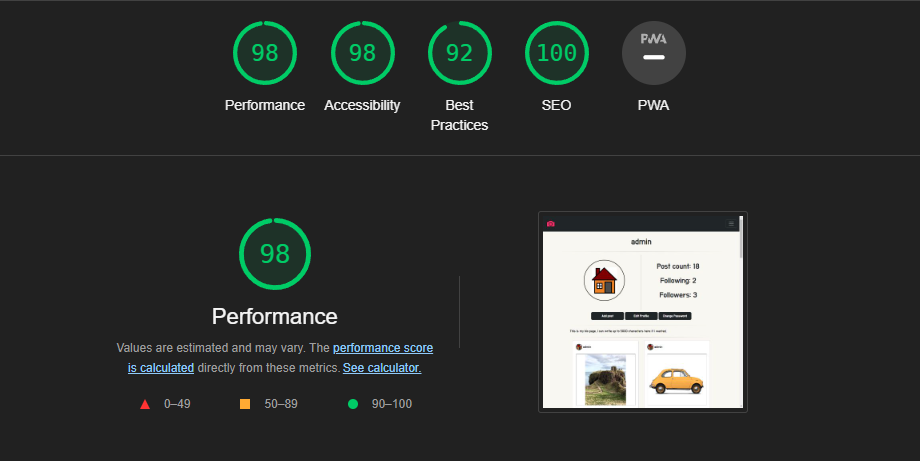 98
98
92
100
PWA
Performance
Accessibility
Best
Practices
SEO
PWA
98
Performance
Values are estimated and may vary. The performance score
is calculated directly from these metrics. See calculator.
0–49
50–89
90–100
admin
Post count: 18
Following: 2
Followers: 3
Add post
Edit Profile
Change Password
admin
admin